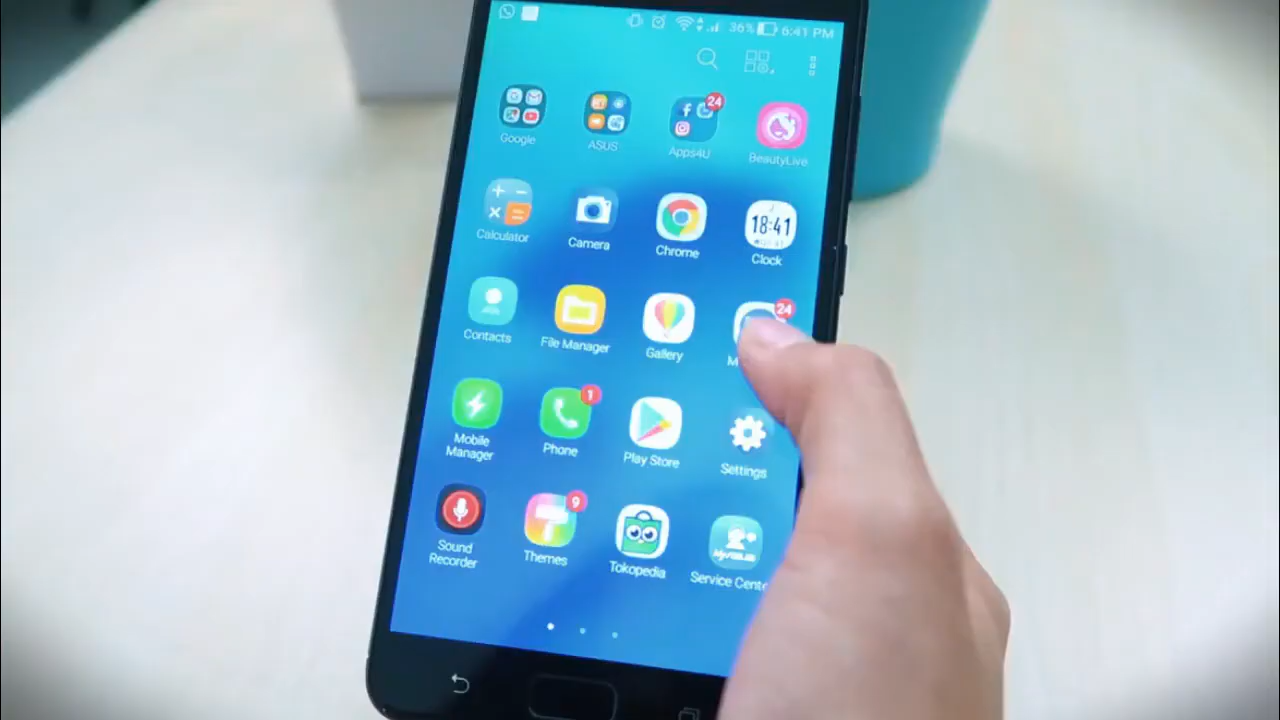 36% 6:41 PM
Google ASUS Apps4U BeautyLive
24
Calculator Camera Chrome Clock
18:41
Contacts File Manager Gallery
24
Mobile Manager Phone Play Store Settings
1
Sound Recorder Themes Tokopedia Service Cent
9